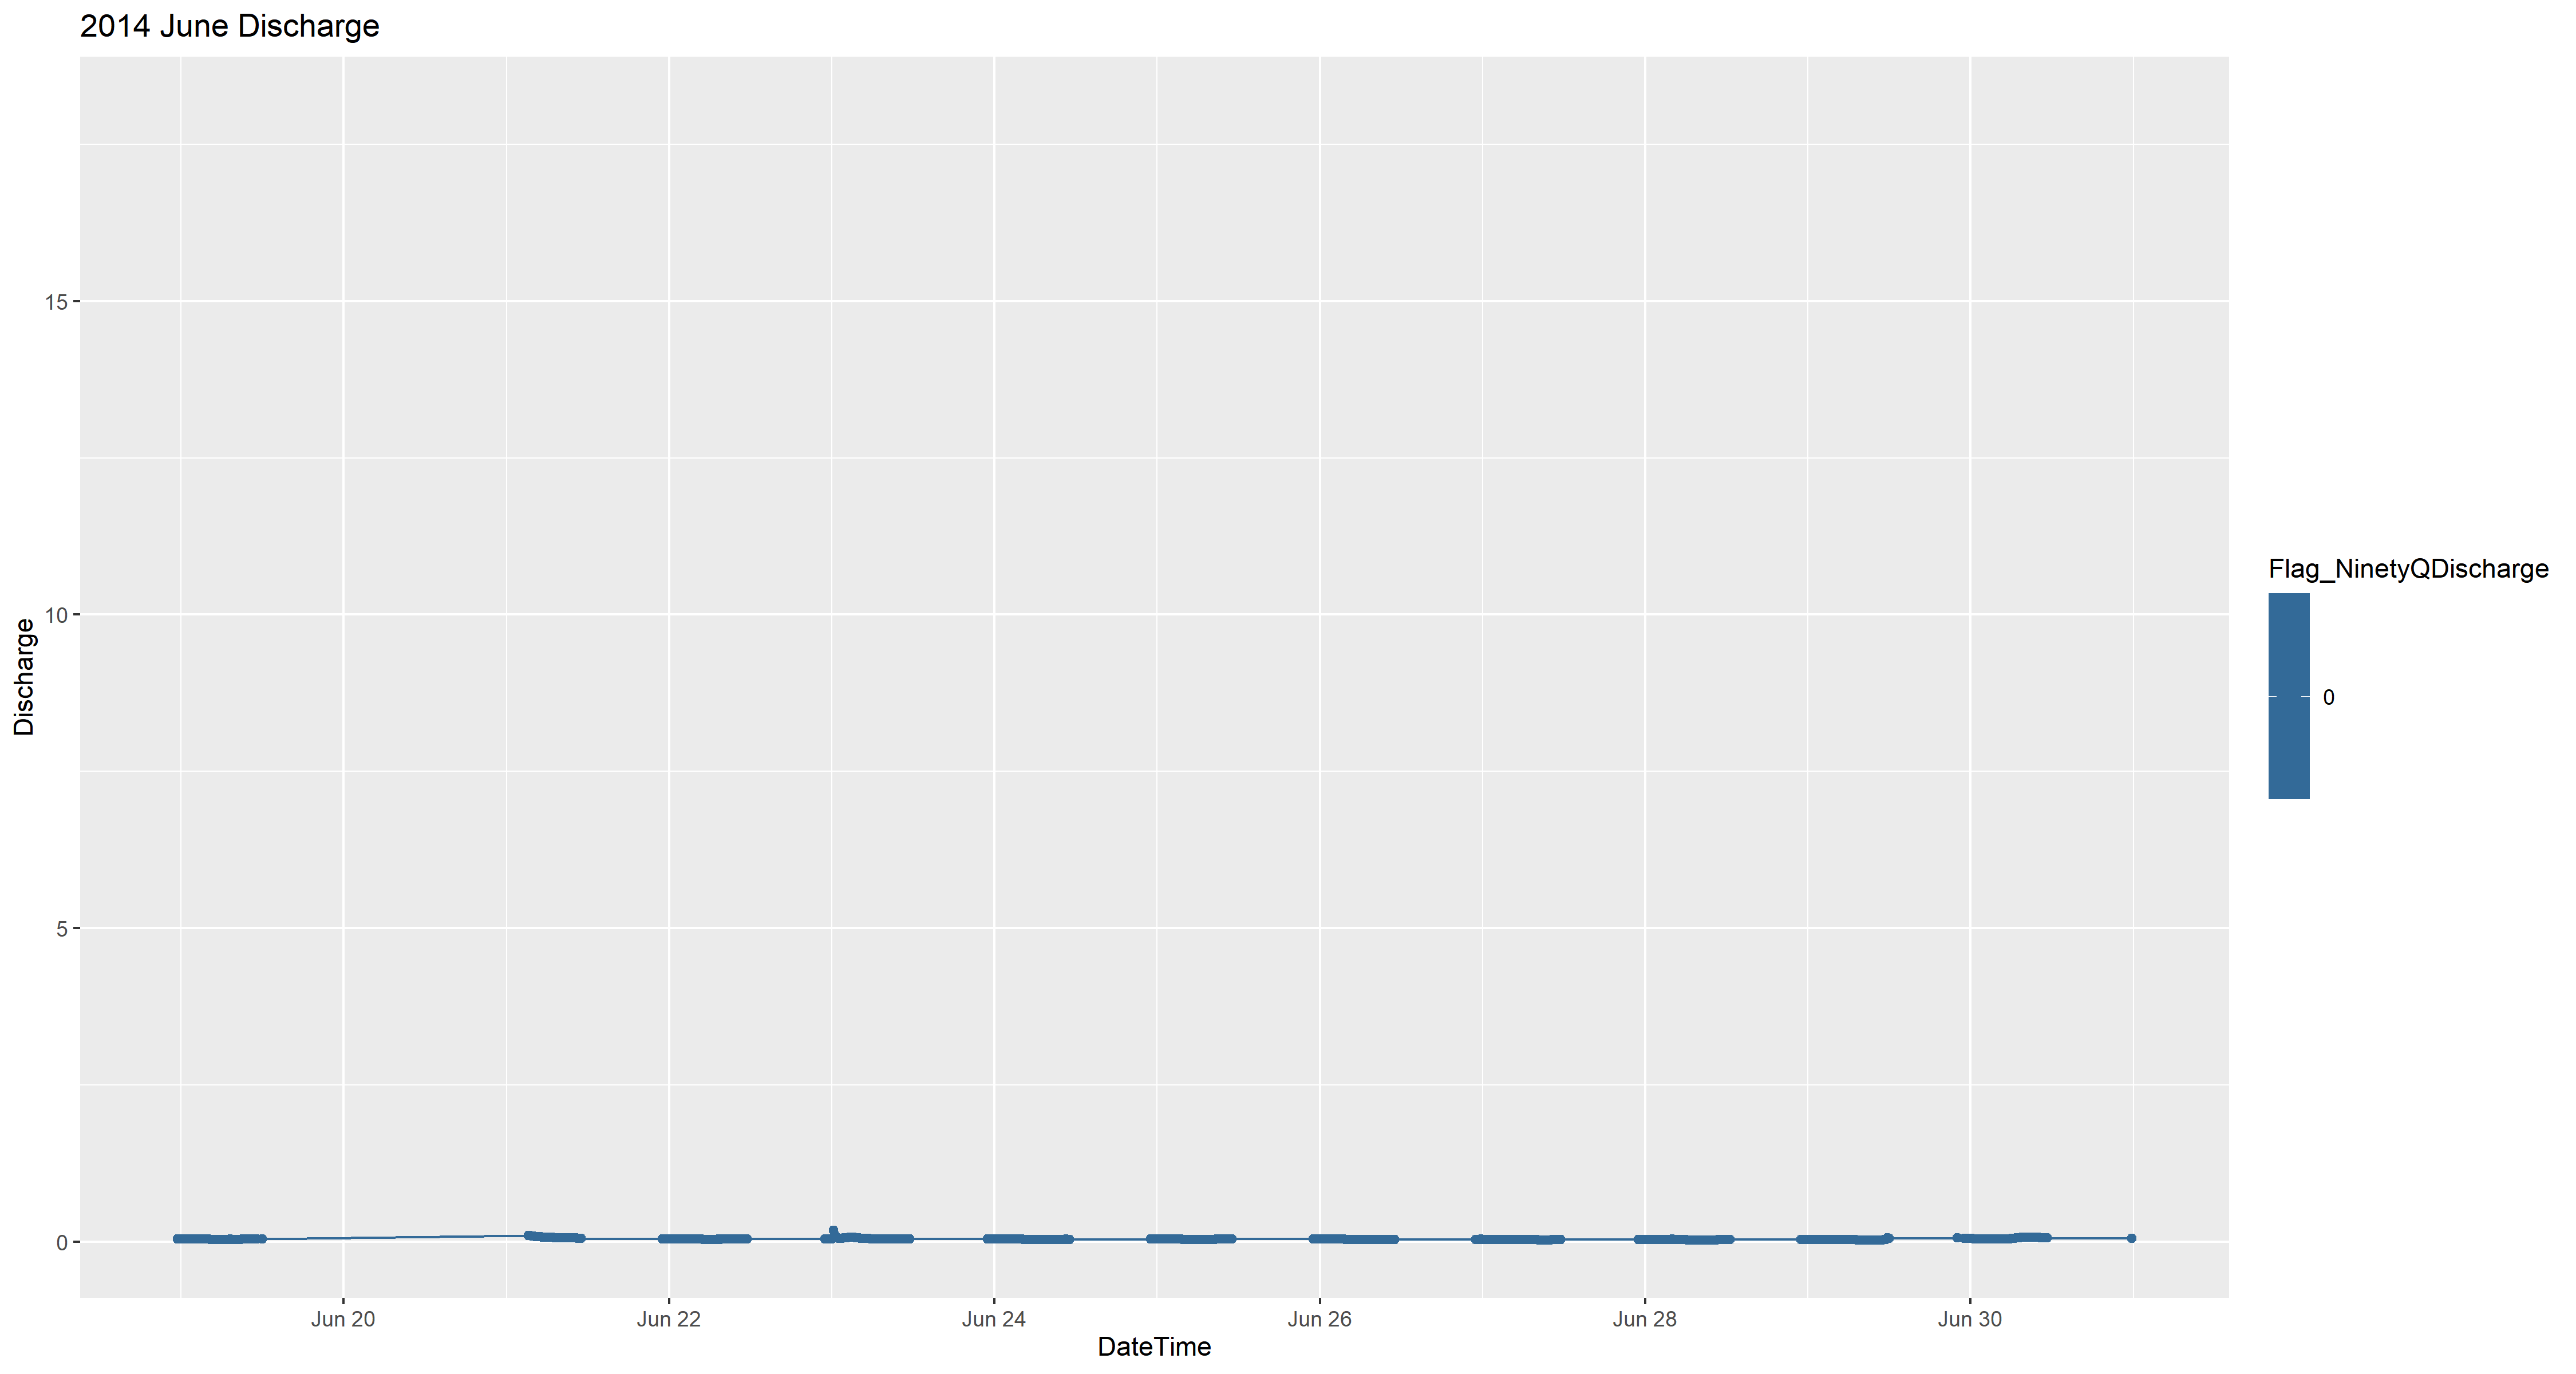 2014 June Discharge
Discharge
15
10
5
0
Jun 20
Jun 22
Jun 24
Jun 26
Jun 28
Jun 30
DateTime
Flag_NinetyQDischarge
0